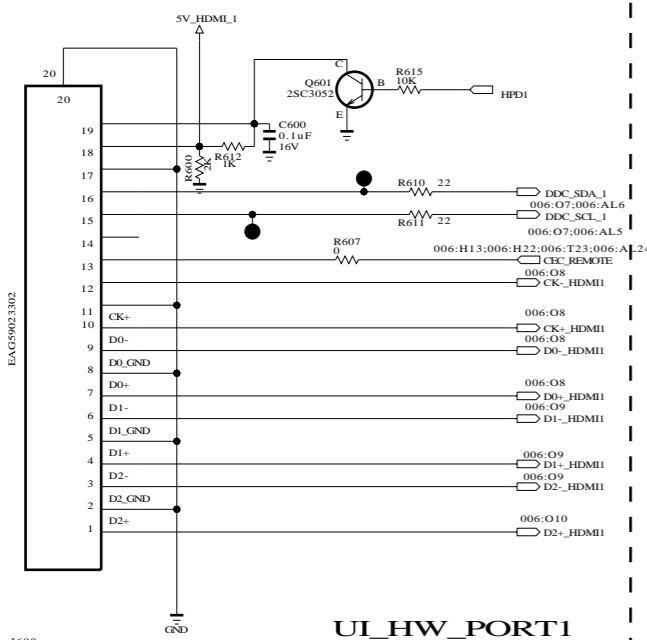 5V_HDMI_1
C
Q601
2SC3052
B
E
R615
10K
HPD1
20
20
EAG59023302
19
18
17
16
15
14
13
12
11
10
9
8
7
6
5
4
3
2
1
C600
0.1uF
16V
R600
2K
R612
1K
R610 22
DDC_SDA_1
006:O7;006:AL6
R611 22
DDC_SCL_1
006:O7;006:AL5
R607
0
006:H13;006:H22;006:T23;006:AL24
CEC_REMOTE
006:O8
CK-_HDMI1
CK+
006:O8
CK+_HDMI1
D0-
006:O8
D0-_HDMI1
D0_GND
D0+
006:O8
D0+_HDMI1
D1-
006:O9
D1-_HDMI1
D1_GND
D1+
006:O9
D1+_HDMI1
D2-
006:O9
D2-_HDMI1
D2_GND
D2+
006:O10
D2+_HDMI1
GND
UI_HW_PORT1